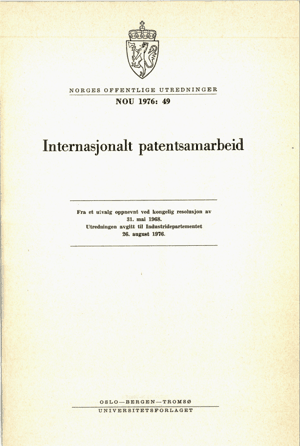 NORGES OFFENTLIGE UTREDNINGER
NOU 1976: 49
Internasjonalt patentsamarbeid
Fra et utvalg oppnevnt ved kongelig resolusjon av
31. mai 1968.
Utredningen avgitt til Industridepartementet
26. august 1976.
OSLO—BERGEN—TROMSØ
UNIVERSITETSFORLAGET